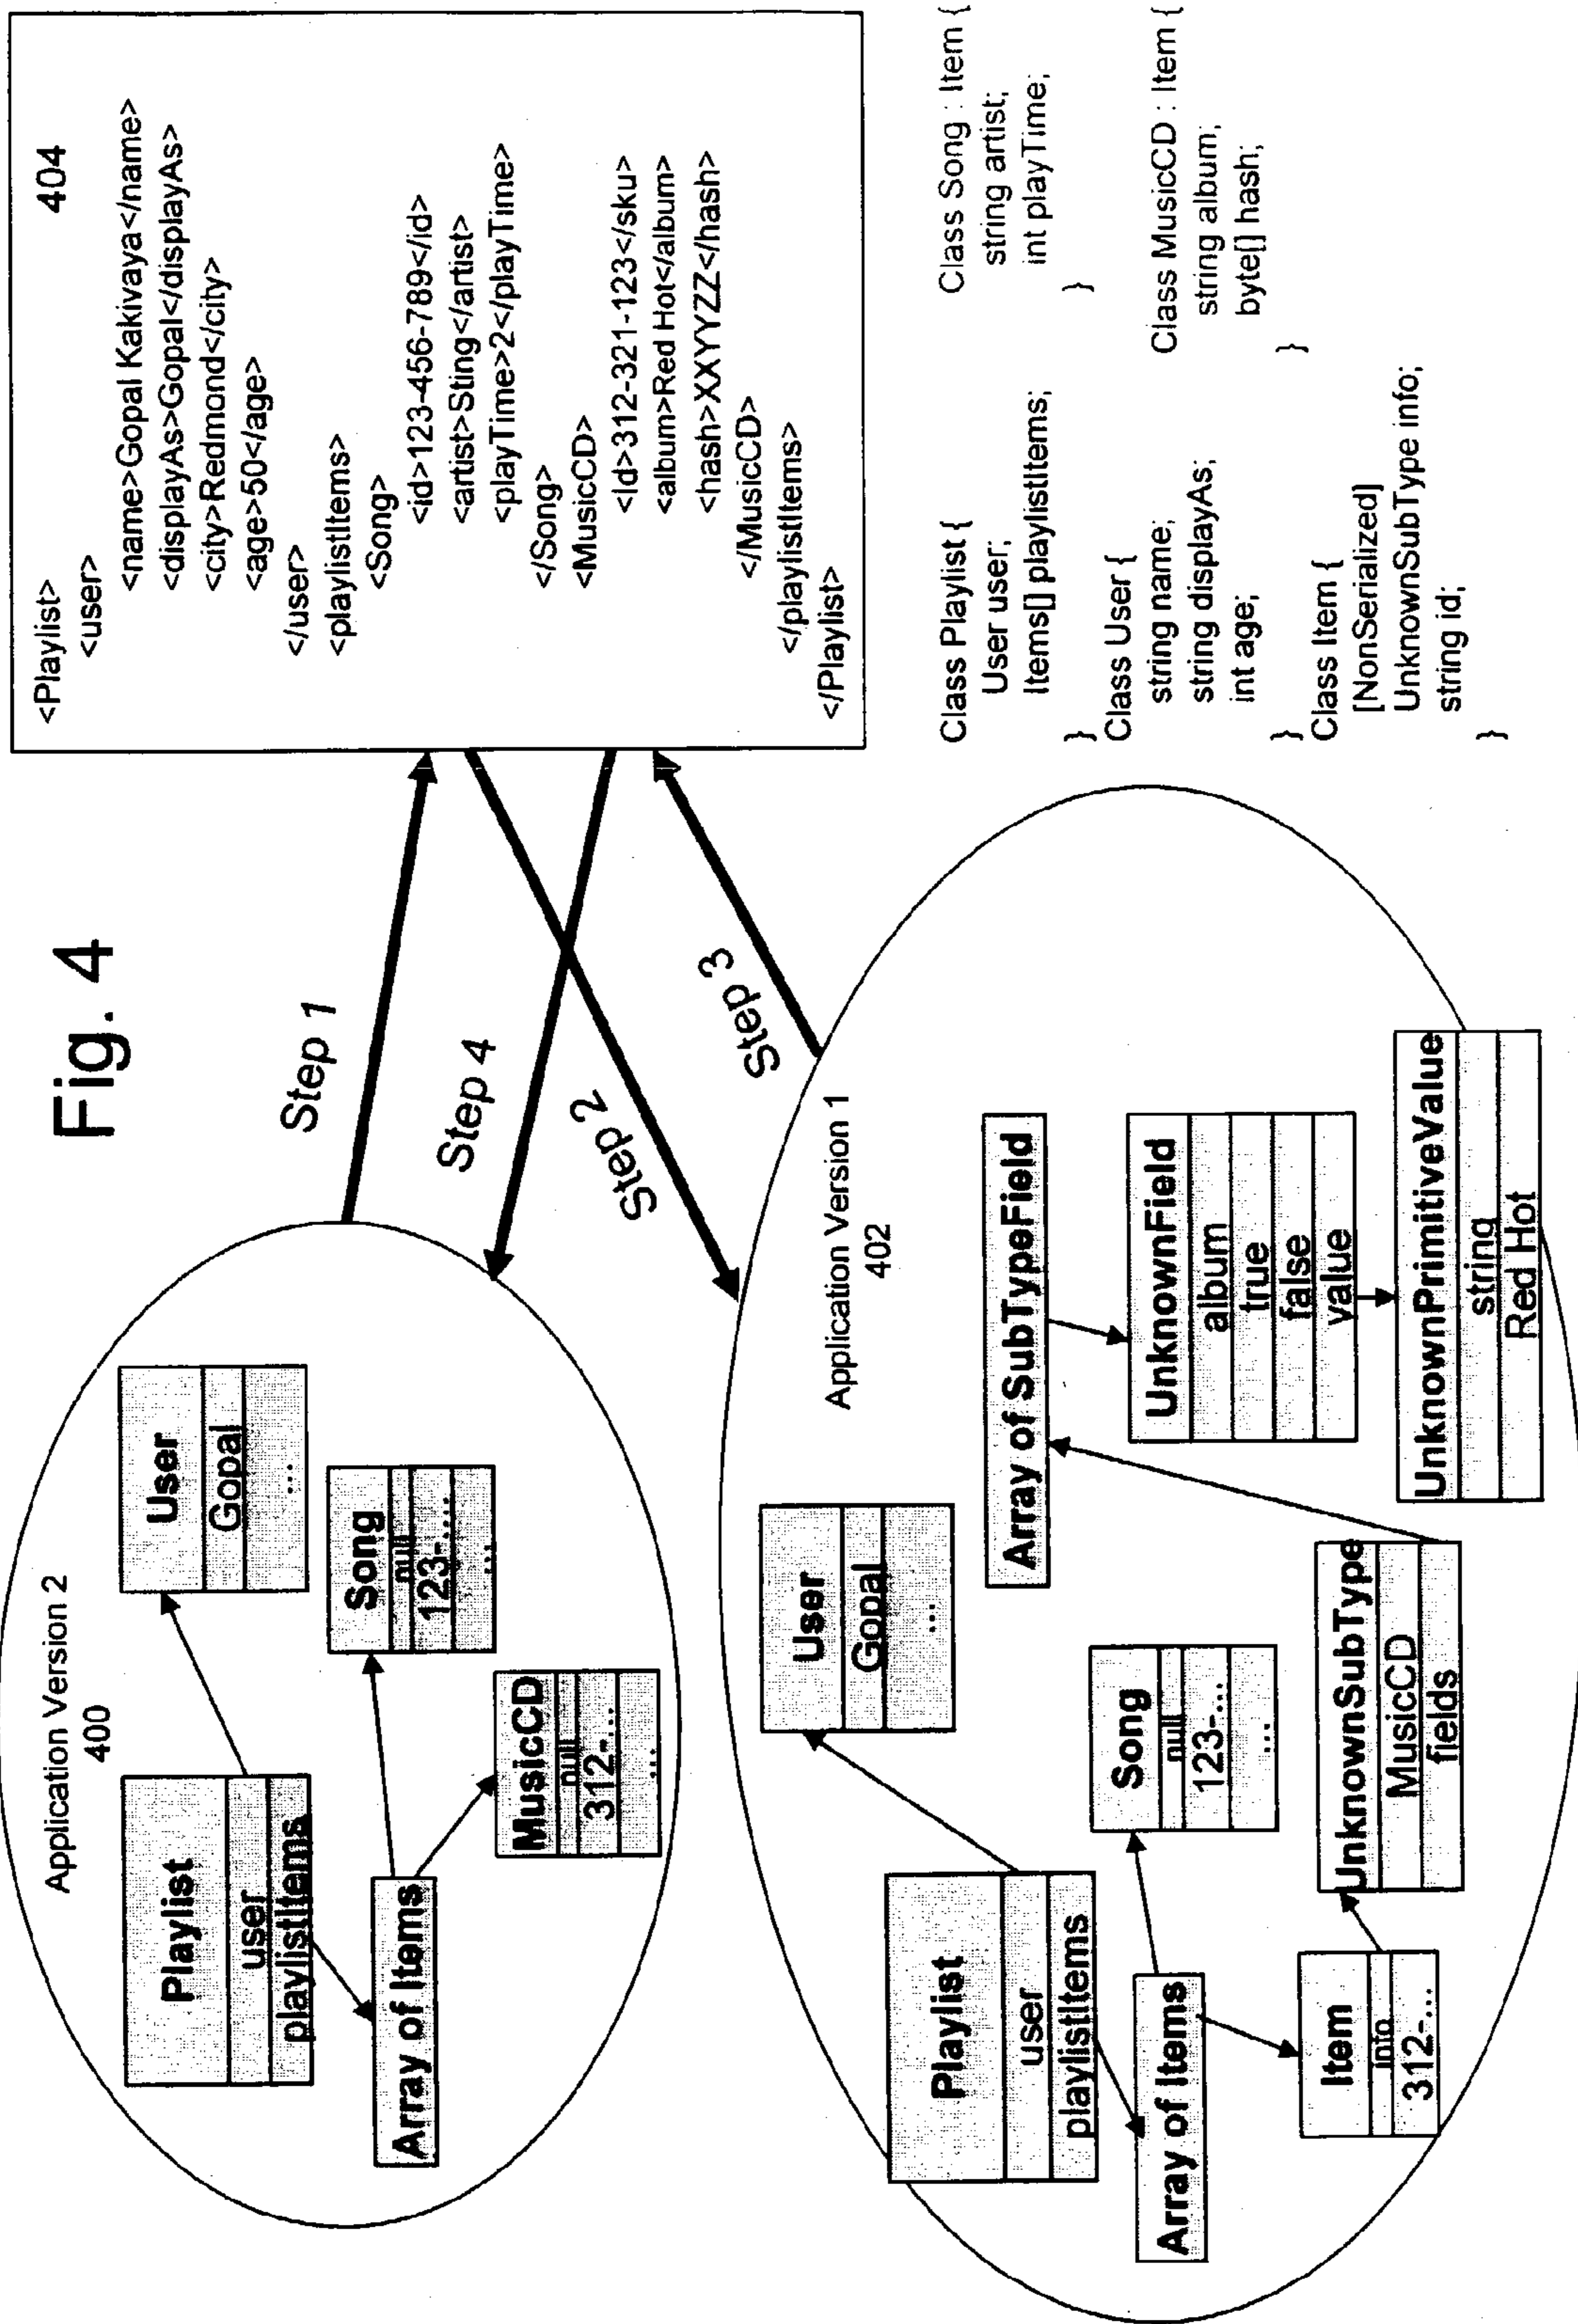 Fig. 4
Application Version 2
400
Playlist
user
playlistItems
User
Gopal
...
Array of Items
Song
null
123-...
...
MusicCD
null
312-...
...
Step 1
Step 4
Step 2
Step 3
<Playlist> 404
<user>
<name>Gopal Kakivaya</name>
<displayAs>Gopal</displayAs>
<city>Redmond</city>
<age>50</age>
</user>
<playlistItems>
<Song>
<id>123-456-789</id>
<artist>Sting</artist>
<playTime>2</playTime>
</Song>
<MusicCD>
<Id>312-321-123</sku>
<album>Red Hot</album>
<hash>XXYYZZ</hash>
</MusicCD>
</playlistItems>
</Playlist>
Application Version 1
402
Playlist
user
playlistItems
User
Gopal
...
Array of Items
Song
null
123-...
...
Item
info
312-...
UnknownSubType
MusicCD
fields
Array of SubTypeField
UnknownField
album
true
false
value
UnknownPrimitiveValue
string
Red Hot
Class Playlist {
User user;
Items[] playlistItems;
}
Class User {
string name;
string displayAs;
int age;
}
Class Item {
[NonSerialized]
UnknownSubType info;
string id;
}
Class Song : Item {
string artist;
int playTime;
}
Class MusicCD : Item {
string album;
byte[] hash;
}